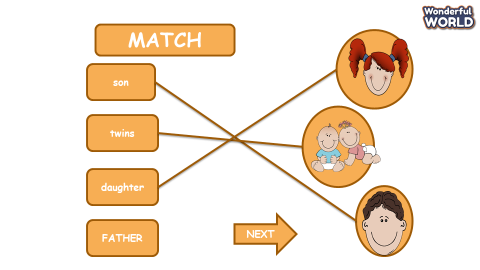 Wonderful
WORLD
MATCH
son
twins
daughter
FATHER
NEXT